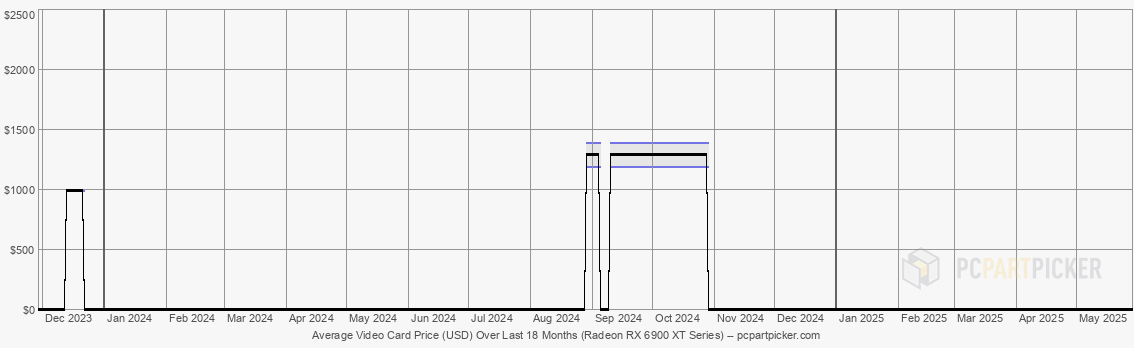 $2500
$2000
$1500
$1000
$500
$0
Dec 2023 Jan 2024 Feb 2024 Mar 2024 Apr 2024 May 2024 Jun 2024 Jul 2024 Aug 2024 Sep 2024 Oct 2024 Nov 2024 Dec 2024 Jan 2025 Feb 2025 Mar 2025 Apr 2025 May 2025
PCPARTPICKER
Average Video Card Price (USD) Over Last 18 Months (Radeon RX 6900 XT Series) -- pcpartpicker.com